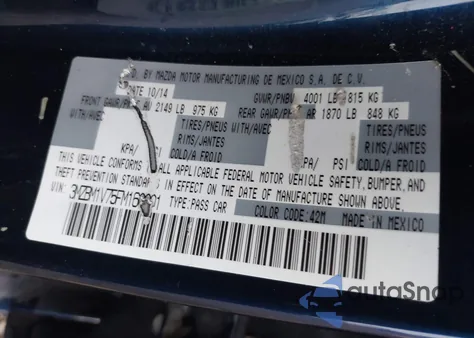 D. BY MAZDA MOTOR MANUFACTURING DE MEXICO S.A. DE C.V.
DATE 10/14 GVWR/PNBV 4001 LB 1815 KG
FRONT GAWR/PNBE AV 2149 LB 975 KG REAR GAWR/PNBE AR 1870 LB 848 KG
WITH/AVEC TIRES/PNEUS WITH/AVEC TIRES/PNEUS
RIMS/JANTES RIMS/JANTES
KPA/ PSI COLD/A FROID KPA/ PSI COLD/A FROID
THIS VEHICLE CONFORMS TO ALL APPLICABLE FEDERAL MOTOR VEHICLE SAFETY, BUMPER, AND
THEFT PREVENTION STANDARDS IN EFFECT ON THE DATE OF MANUFACTURE SHOWN ABOVE.
TYPE: PASS CAR
COLOR CODE: 42M MADE IN MEXICO
autoSnap